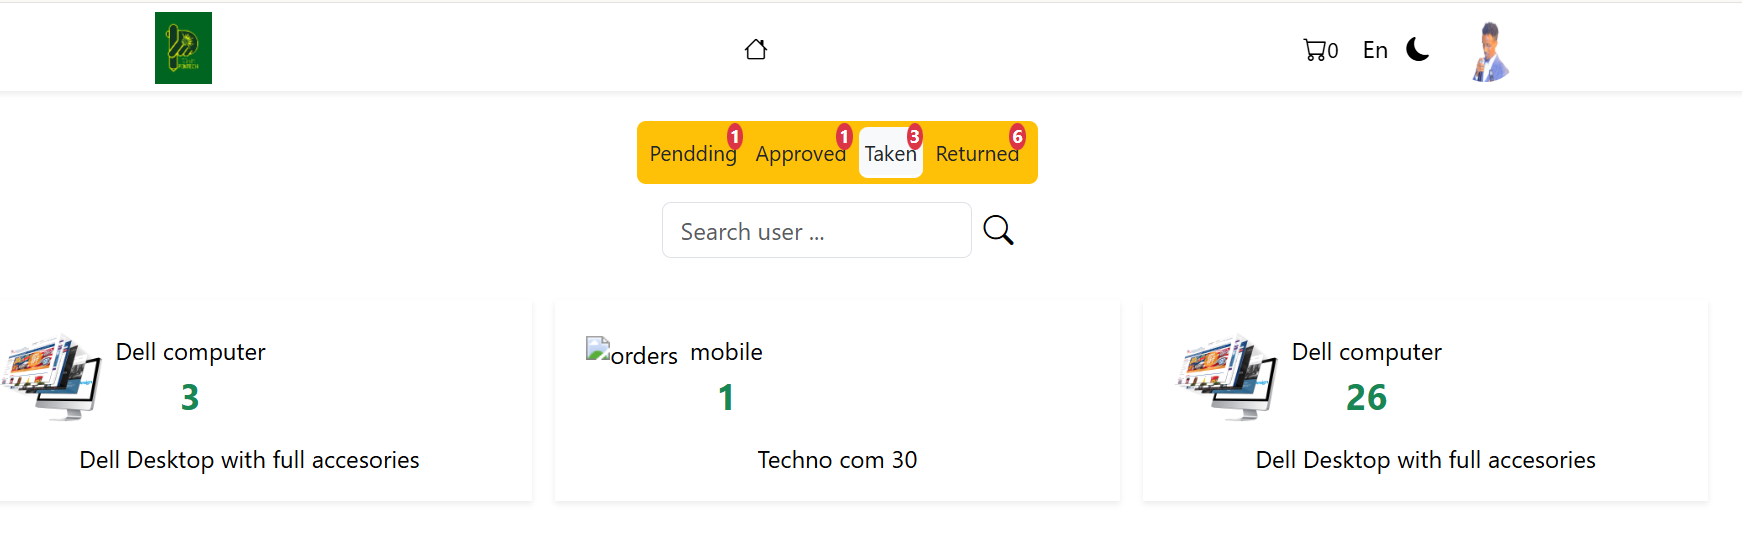 0 En
1 1 3 6
Pendding Approved Taken Returned
Search user ...
Dell computer
3
Dell Desktop with full accesories
orders mobile
1
Techno com 30
Dell computer
26
Dell Desktop with full accesories